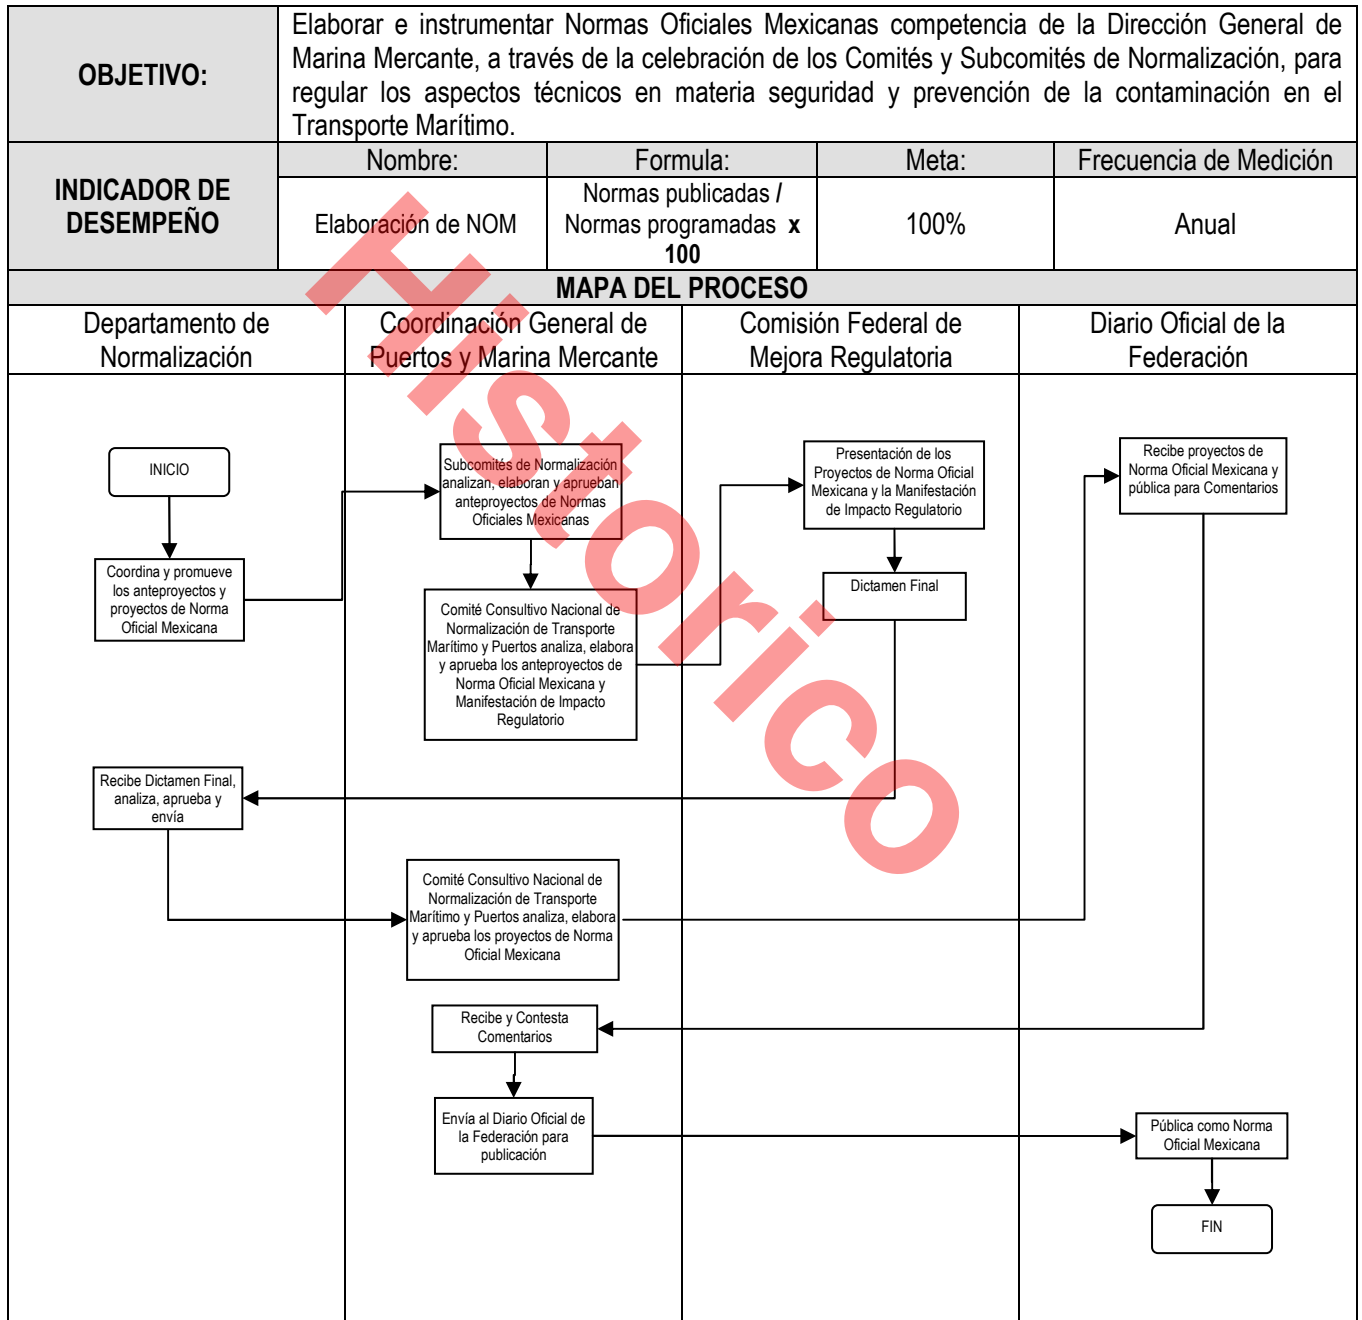 OBJETIVO:
Elaborar e instrumentar Normas Oficiales Mexicanas competencia de la Dirección General de
Marina Mercante, a través de la celebración de los Comités y Subcomités de Normalización, para
regular los aspectos técnicos en materia seguridad y prevención de la contaminación en el
Transporte Marítimo.
INDICADOR DE
DESEMPEÑO
Nombre:
Formula:
Meta:
Frecuencia de Medición
Elaboración de NOM
Normas publicadas /
Normas programadas x
100
100%
Anual
MAPA DEL PROCESO
Departamento de
Normalización
Coordinación General de
Puertos y Marina Mercante
Comisión Federal de
Mejora Regulatoria
Diario Oficial de la
Federación
INICIO
Coordina y promueve
los anteproyectos y
proyectos de Norma
Oficial Mexicana
Subcomités de Normalización
analizan, elaboran y aprueban
anteproyectos de Normas
Oficiales Mexicanas
Comité Consultivo Nacional de
Normalización de Transporte
Marítimo y Puertos analiza, elabora
y aprueba los anteproyectos de
Norma Oficial Mexicana y
Manifestación de Impacto
Regulatorio
Presentación de los
Proyectos de Norma Oficial
Mexicana y la Manifestación
de Impacto Regulatorio
Dictamen Final
Recibe proyectos de
Norma Oficial Mexicana y
pública para Comentarios
Recibe Dictamen Final,
analiza, aprueba y
envía
Comité Consultivo Nacional de
Normalización de Transporte
Marítimo y Puertos analiza, elabora
y aprueba los proyectos de Norma
Oficial Mexicana
Recibe y Contesta
Comentarios
Envía al Diario Oficial de
la Federación para
publicación
Pública como Norma
Oficial Mexicana
FIN
Historico